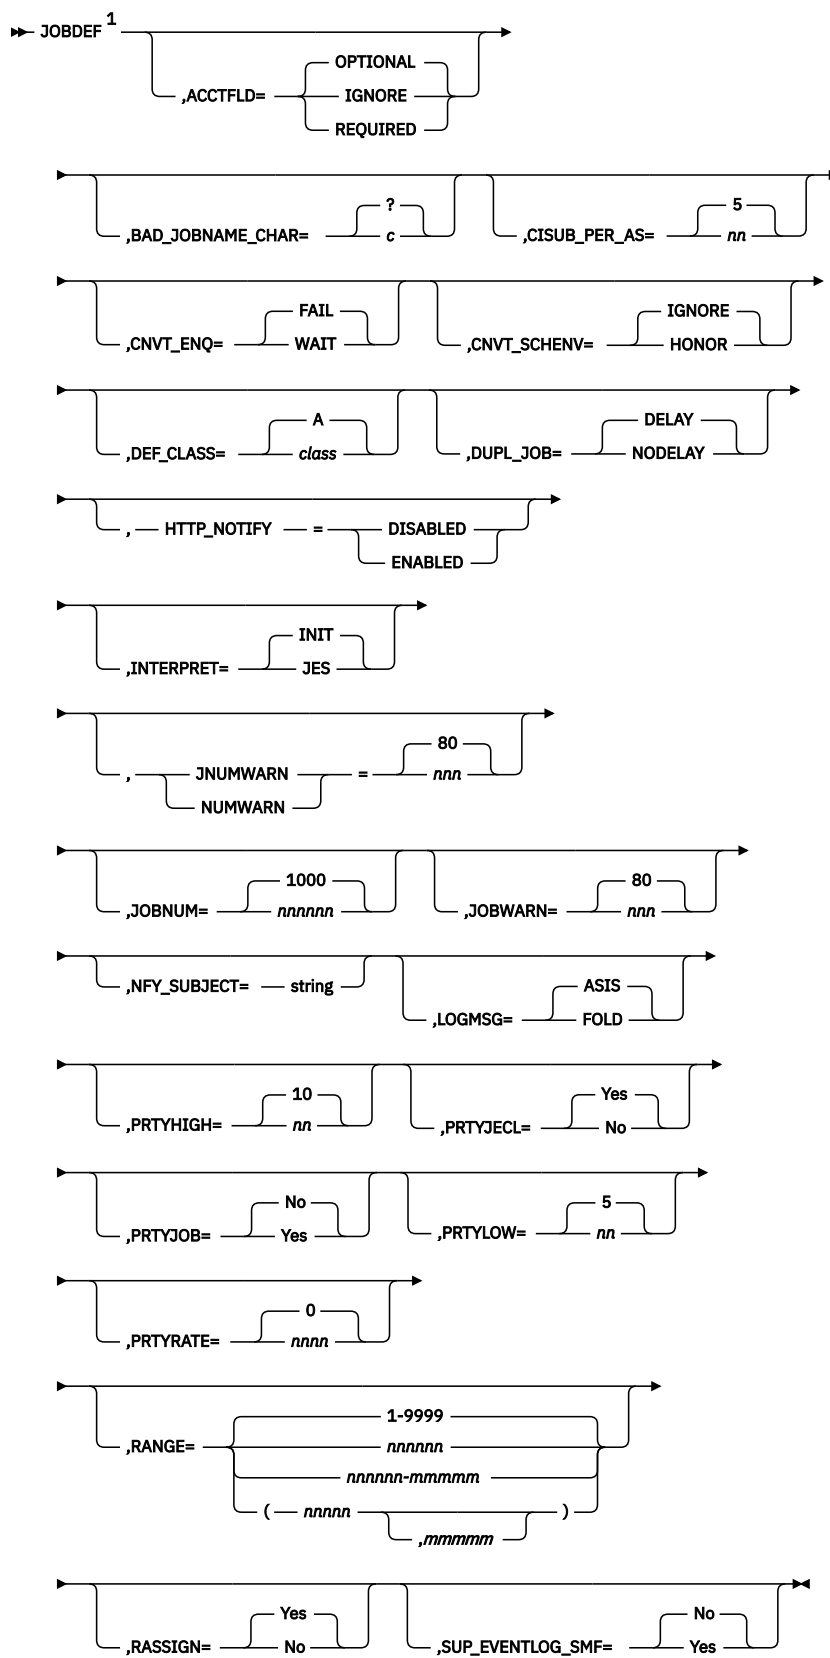 JOBDEF 1
OPTIONAL
,ACCTFLD= IGNORE
REQUIRED
? 5
,BAD_JOBNAME_CHAR= c ,CISUB_PER_AS= nn
FAIL IGNORE
,CNVT_ENQ= WAIT ,CNVT_SCHENV= HONOR
A DELAY
,DEF_CLASS= class ,DUPL_JOB= NODELAY
, HTTP_NOTIFY = DISABLED
ENABLED
INIT
,INTERPRET= JES
80
, JNUMWARN = nnn
NUMWARN
1000 80
,JOBNUM= nnnnnn ,JOBWARN= nnn
,NFY_SUBJECT= string ASIS
,LOGMSG= FOLD
10 Yes
,PRTYHIGH= nn ,PRTYJECL= No
No 5
,PRTYJOB= Yes ,PRTYLOW= nn
0
,PRTYRATE= nnnn
1-9999
,RANGE= nnnnnn
nnnnnn-mmmmm
( nnnnn )
,mmmmm
Yes No
,RASSIGN= No ,SUP_EVENTLOG_SMF= Yes